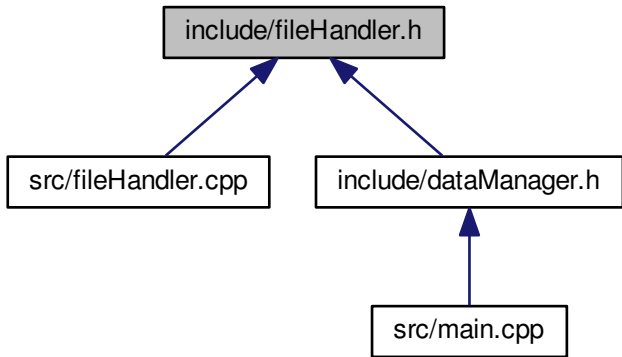 include/fileHandler.h
src/fileHandler.cpp
include/dataManager.h
src/main.cpp